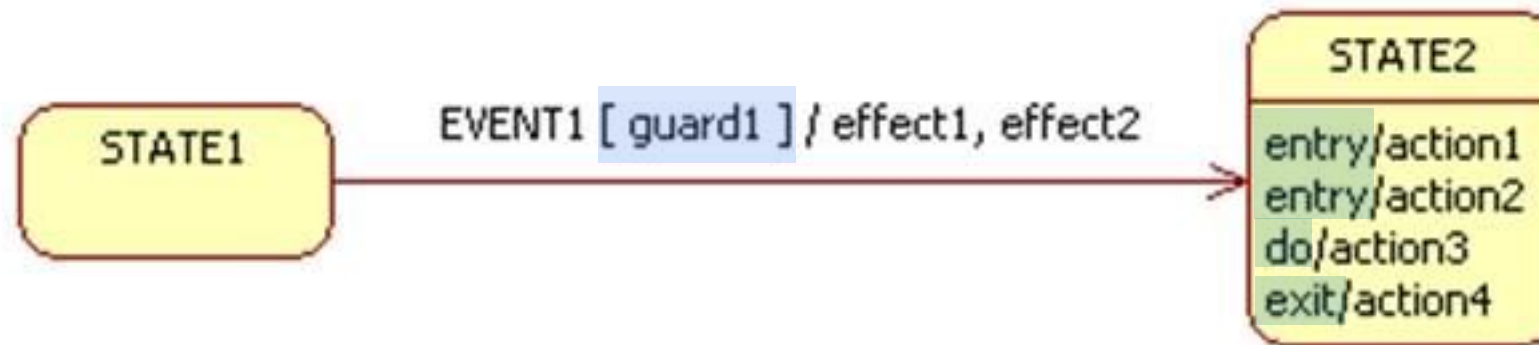 STATE1
EVENT1 [ guard1 ] / effect1, effect2
STATE2
entry/action1
entry/action2
do/action3
exit/action4